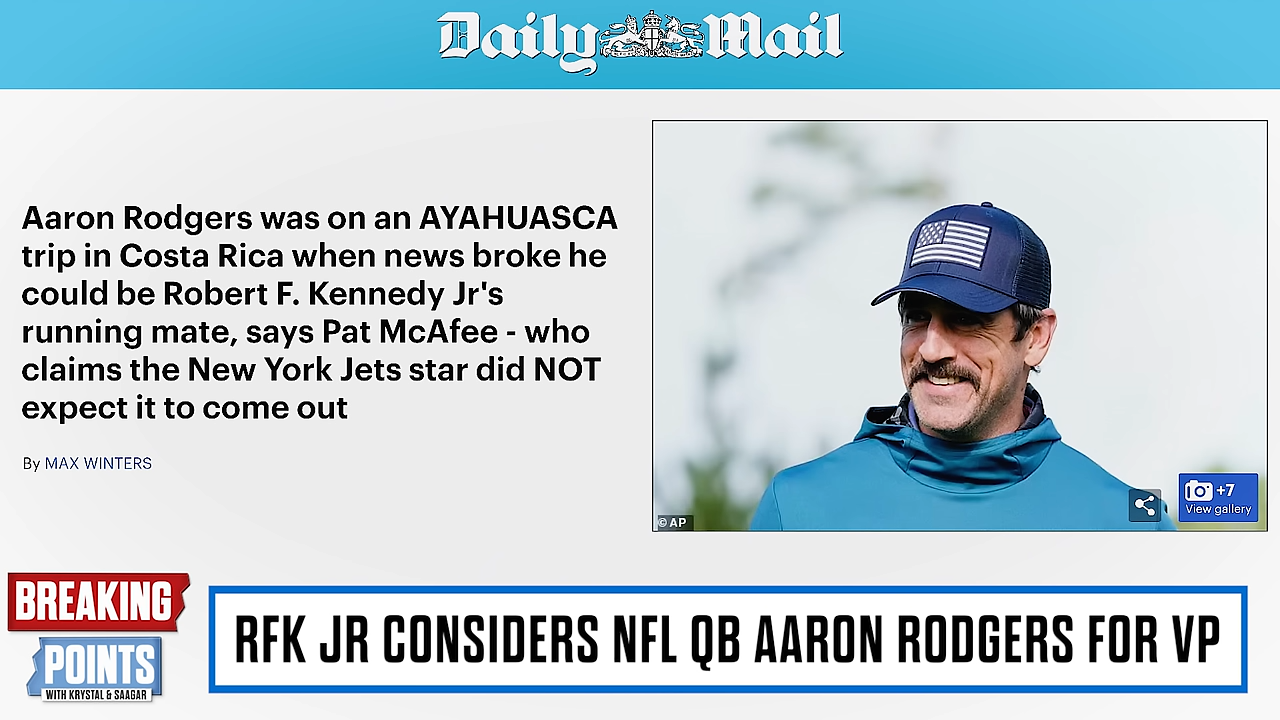 Daily Mail
Aaron Rodgers was on an AYAHUASCA
trip in Costa Rica when news broke he
could be Robert F. Kennedy Jr's
running mate, says Pat McAfee - who
claims the New York Jets star did NOT
expect it to come out
By MAX WINTERS
© AP
+7
View gallery
BREAKING
POINTS
WITH KRYSTAL & SAAGAR
RFK JR CONSIDERS NFL QB AARON RODGERS FOR VP